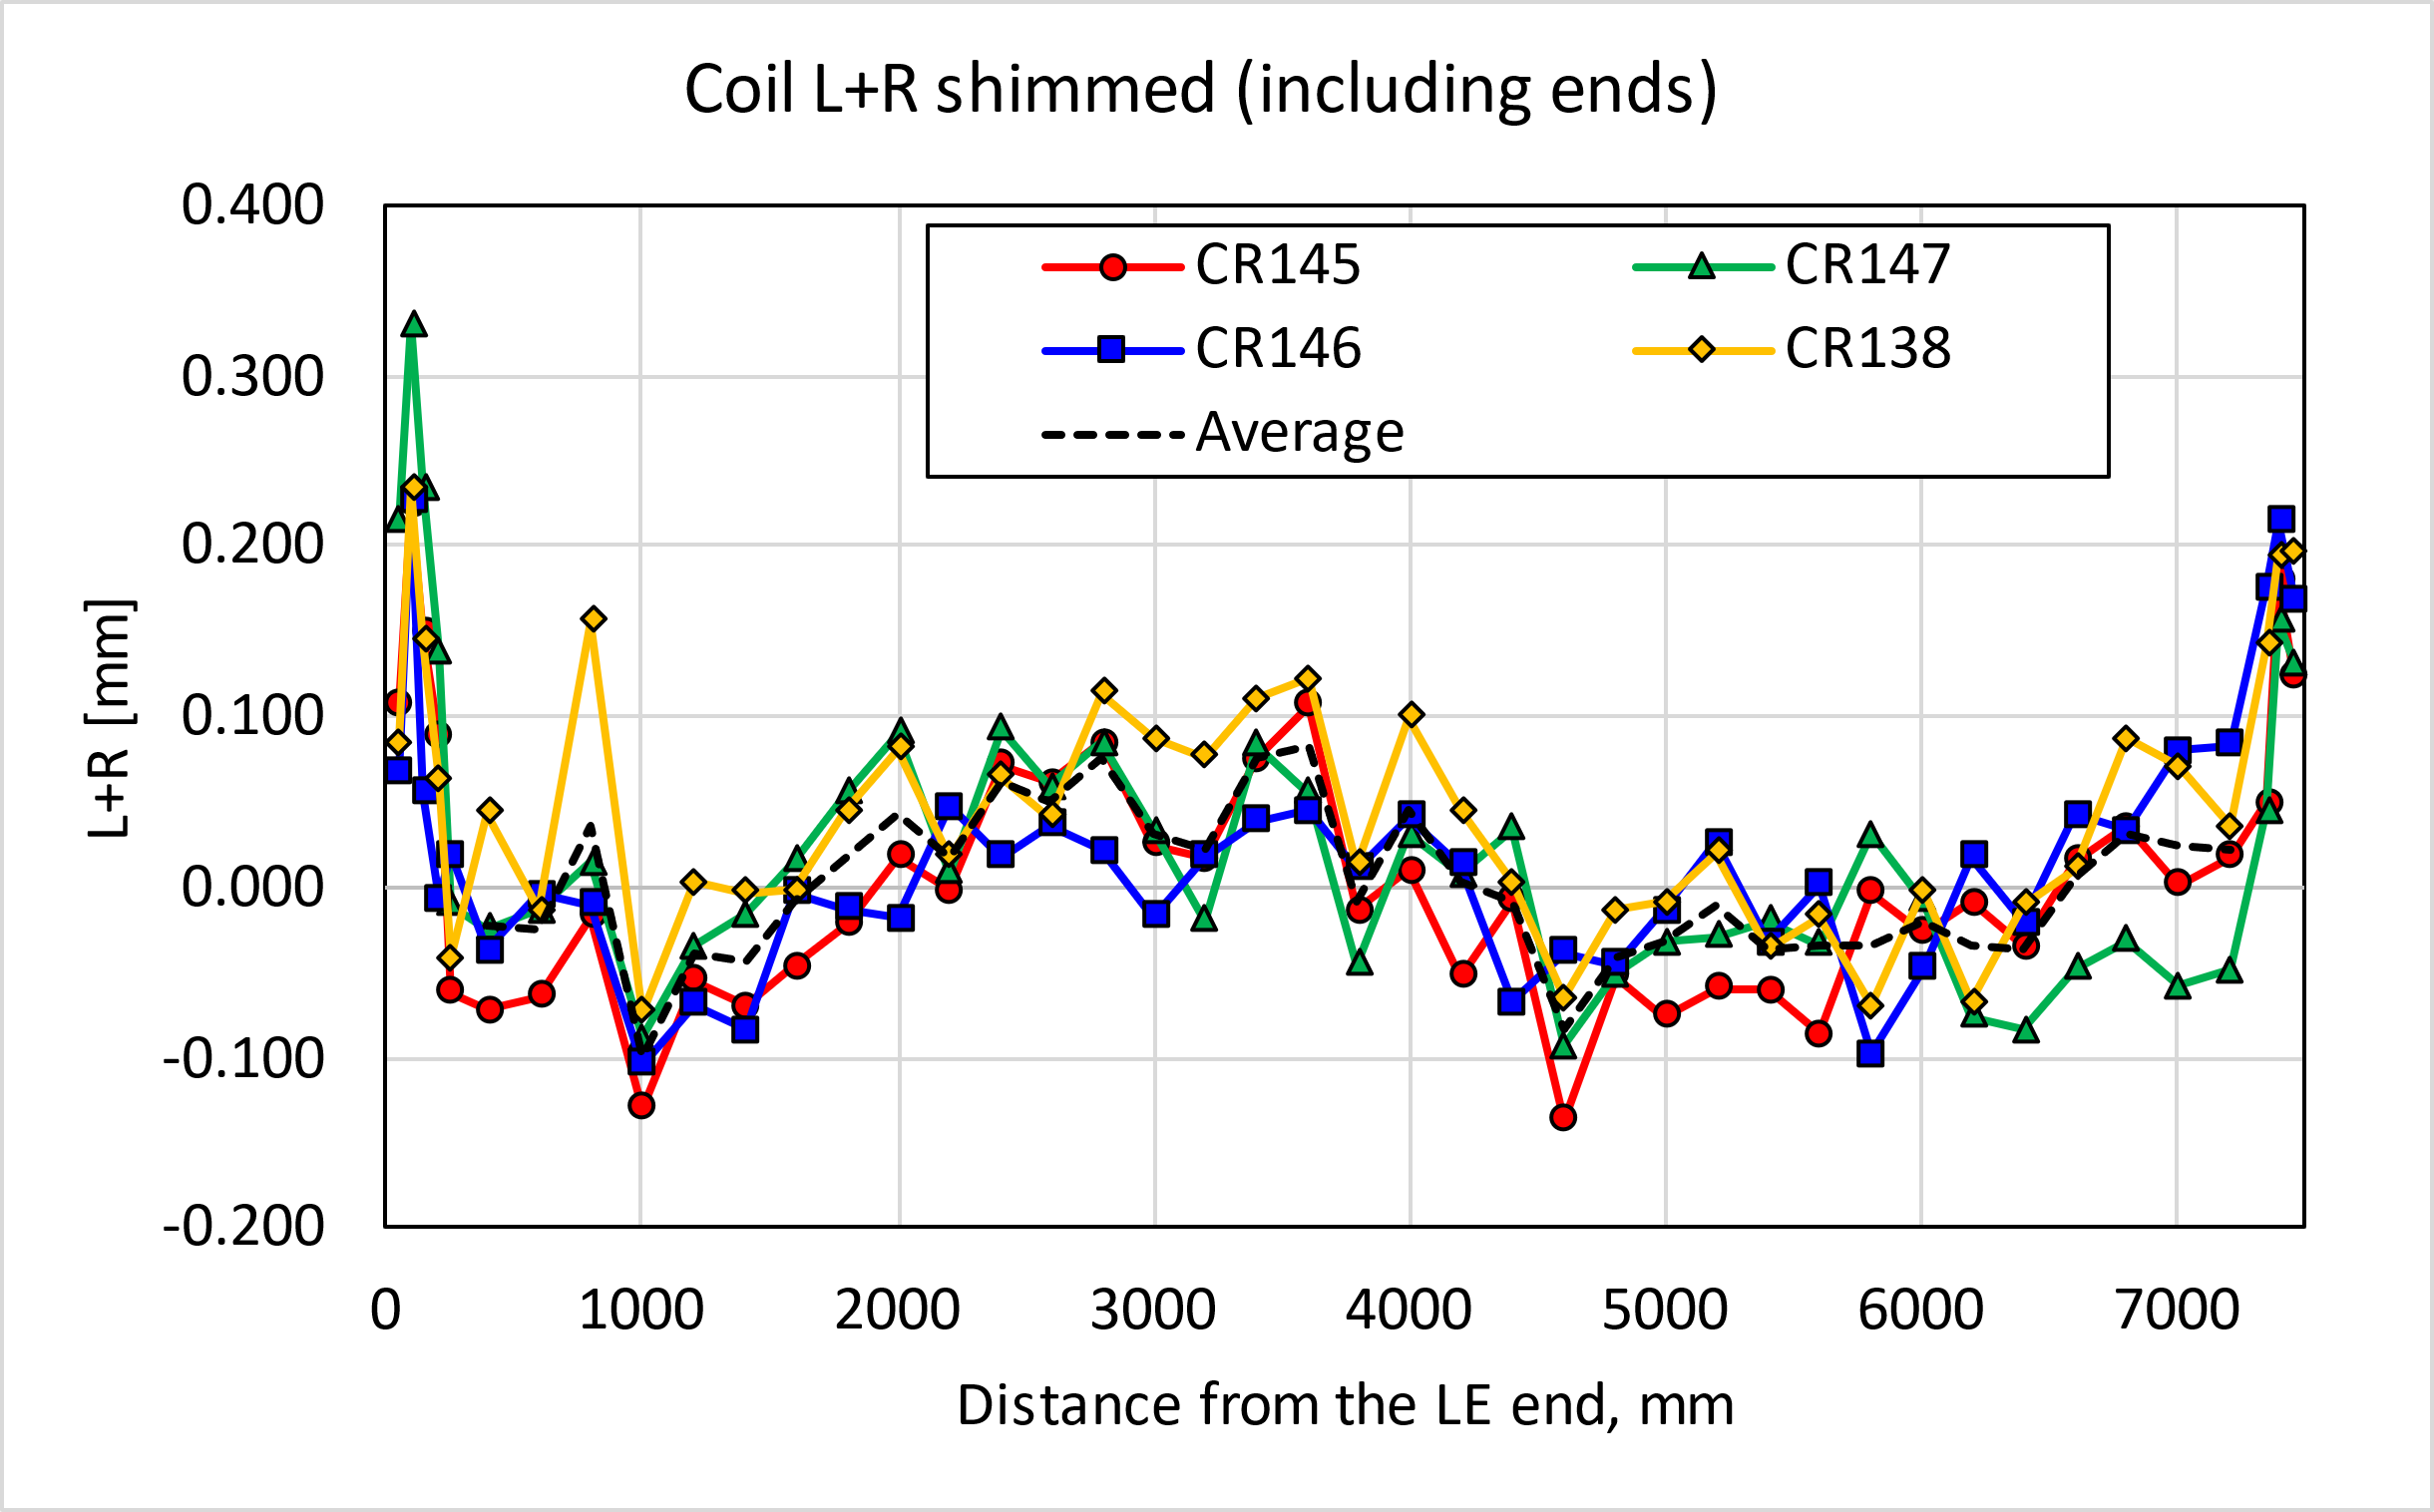 Coil L+R shimmed (including ends)
0.400
0.300
0.200
0.100
0.000
-0.100
-0.200
L+R [mm]
CR145
CR147
CR146
CR138
Average
0 1000 2000 3000 4000 5000 6000 7000
Distance from the LE end, mm